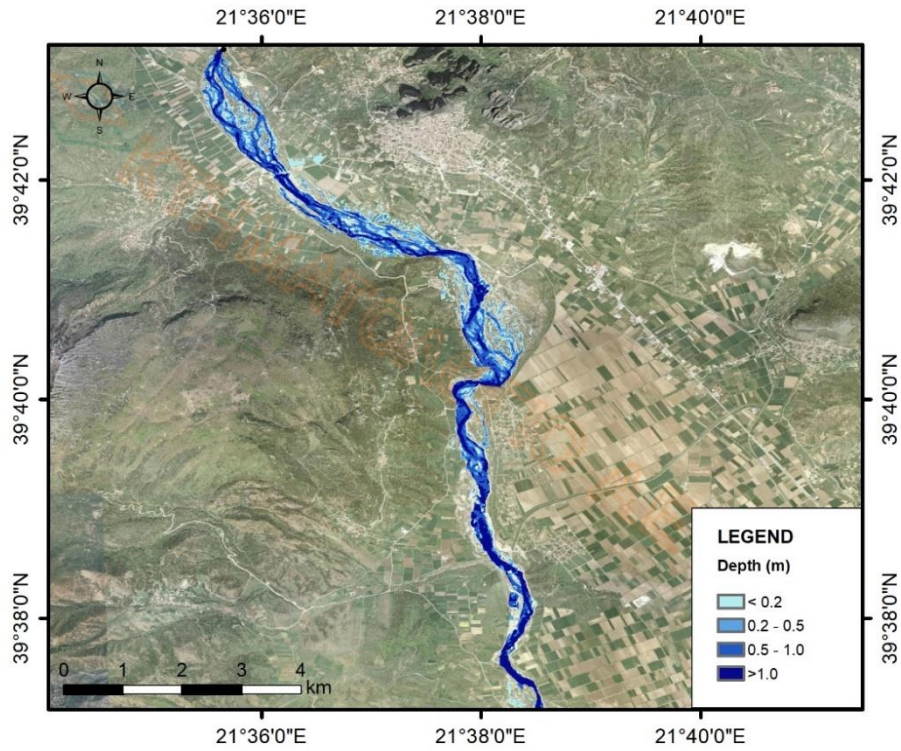 21°36'0"E 21°38'0"E 21°40'0"E
N
W E
S
39°42'0"N 39°42'0"N
39°40'0"N 39°40'0"N
39°38'0"N 39°38'0"N
LEGEND
Depth (m)
< 0.2
0.2 - 0.5
0.5 - 1.0
>1.0
0 1 2 3 4
km
21°36'0"E 21°38'0"E 21°40'0"E